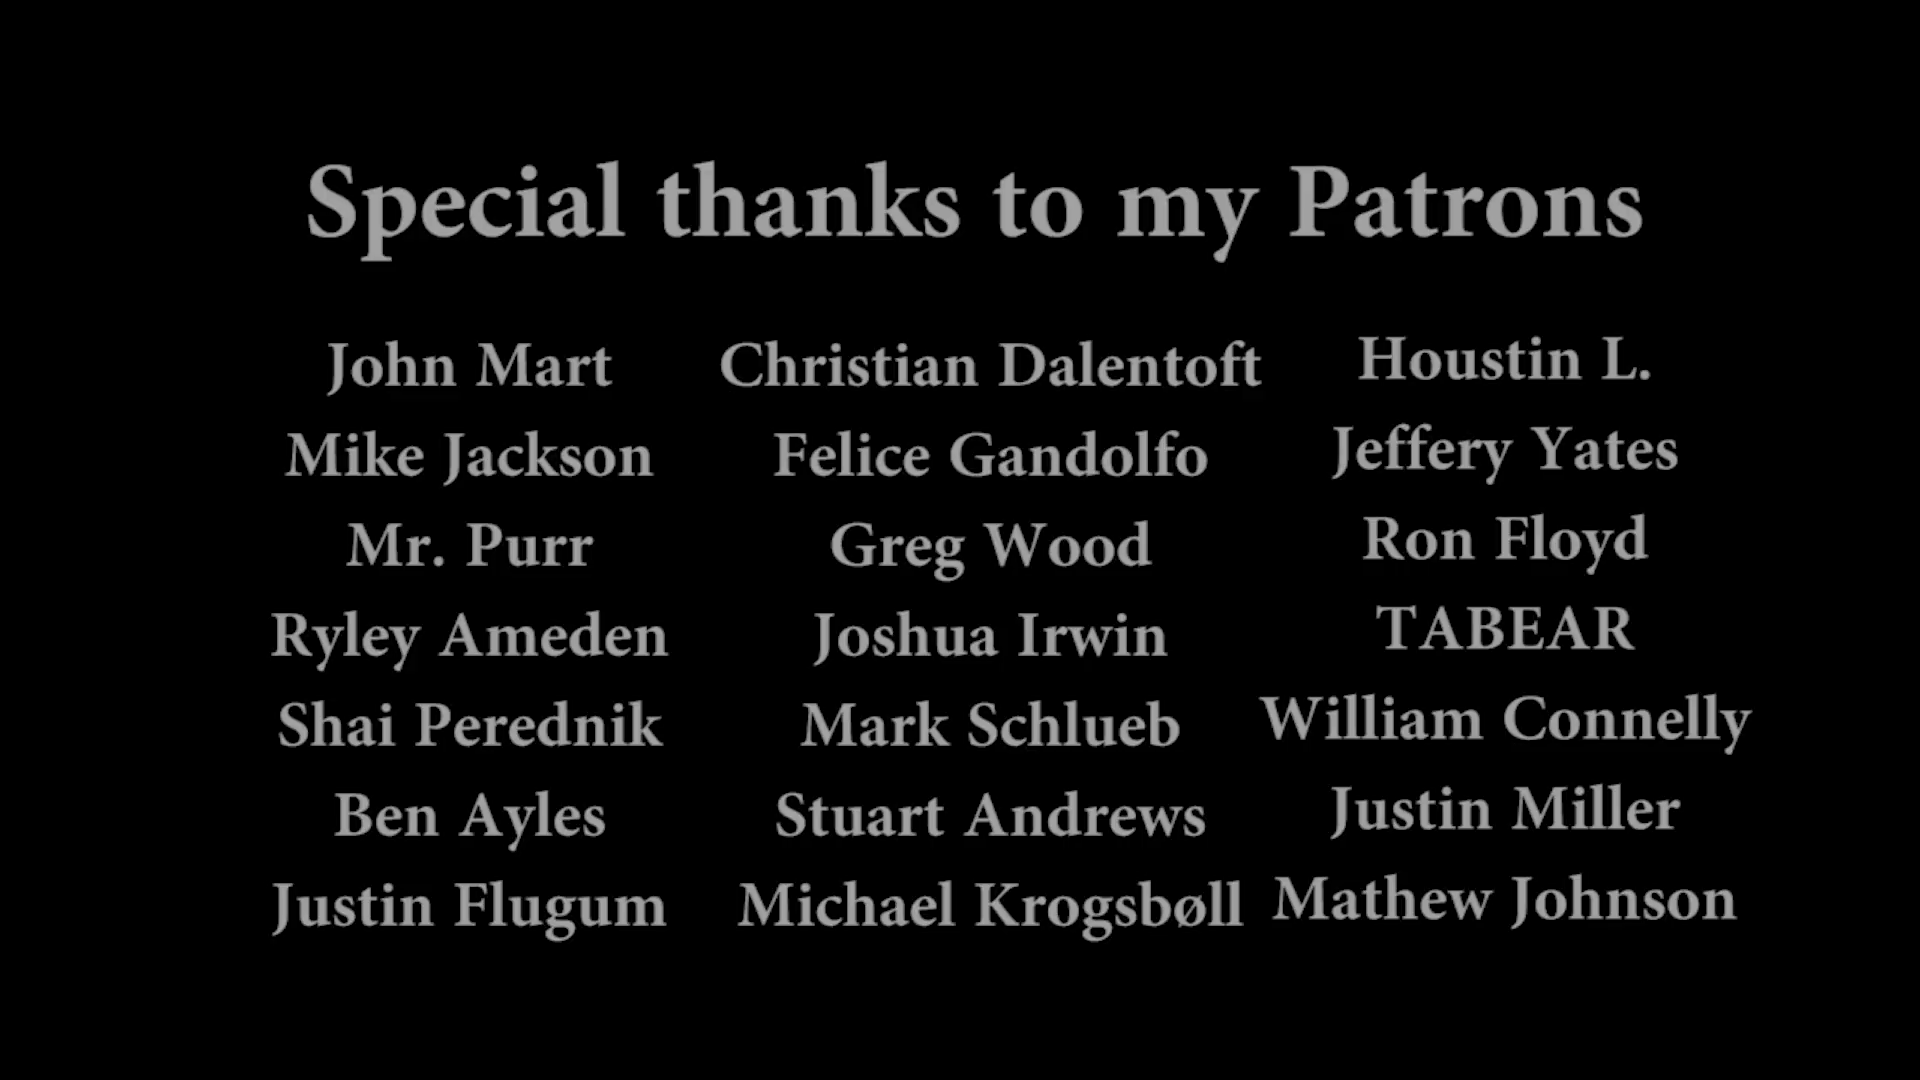 Special thanks to my Patrons
John Mart
Mike Jackson
Mr. Purr
Ryley Ameden
Shai Perednik
Ben Ayles
Justin Flugum
Christian Dalentoft
Felice Gandolfo
Greg Wood
Joshua Irwin
Mark Schlueb
Stuart Andrews
Michael Krogsbøll
Houstin L.
Jeffery Yates
Ron Floyd
TABEAR
William Connelly
Justin Miller
Mathew Johnson